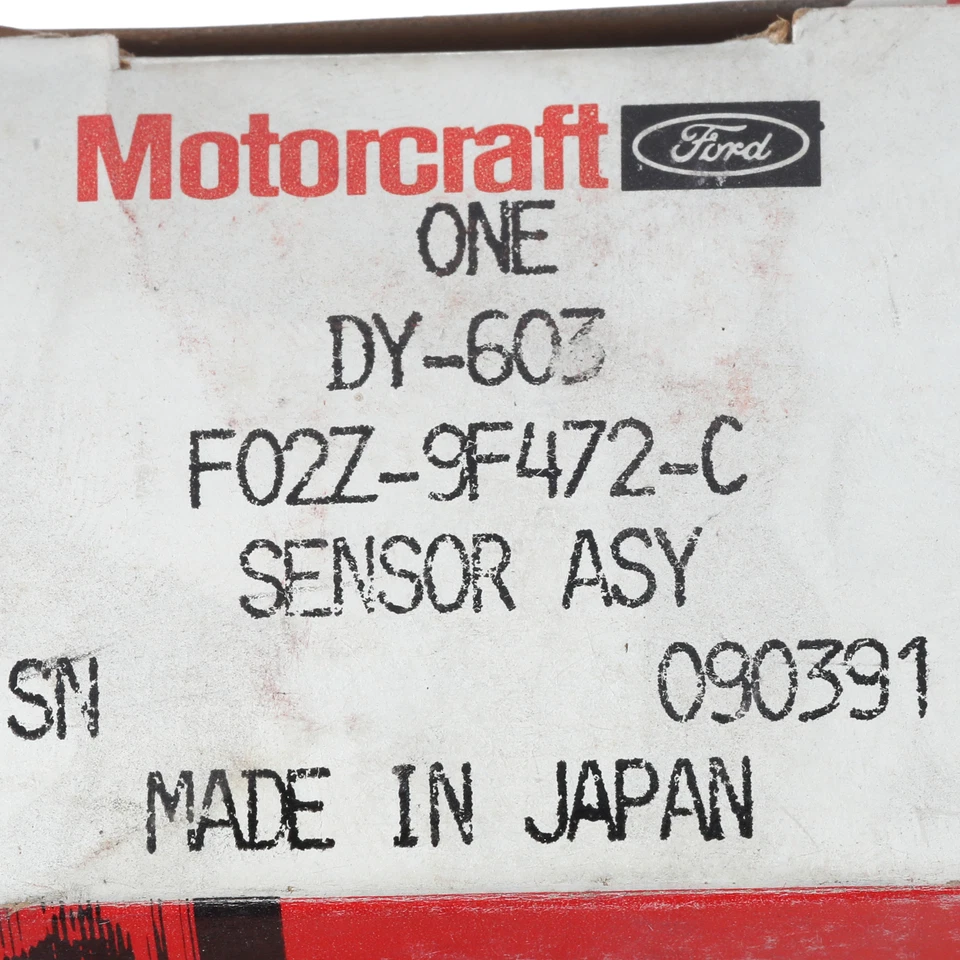 Motorcraft Ford
ONE
DY-603
F02Z-9F472-C
SENSOR ASY
SN 090391
MADE IN JAPAN